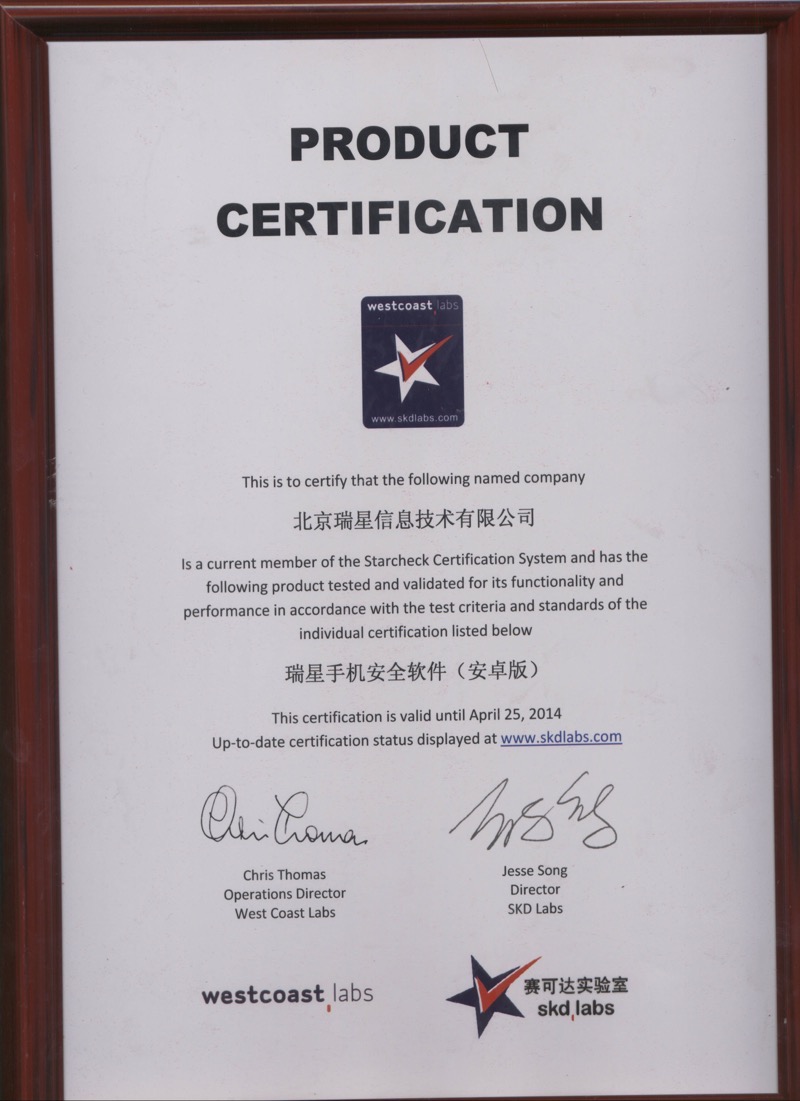 PRODUCT
CERTIFICATION
westcoast labs
www.skdlabs.com
This is to certify that the following named company
北京瑞星信息技术有限公司
Is a current member of the Starcheck Certification System and has the
following product tested and validated for its functionality and
performance in accordance with the test criteria and standards of the
individual certification listed below
瑞星手机安全软件（安卓版）
This certification is valid until April 25, 2014
Up-to-date certification status displayed at www.skdlabs.com
Chris Thomas
Chris Thomas
Operations Director
West Coast Labs
Jesse Song
Director
SKD Labs
westcoast labs
赛可达实验室
skd labs